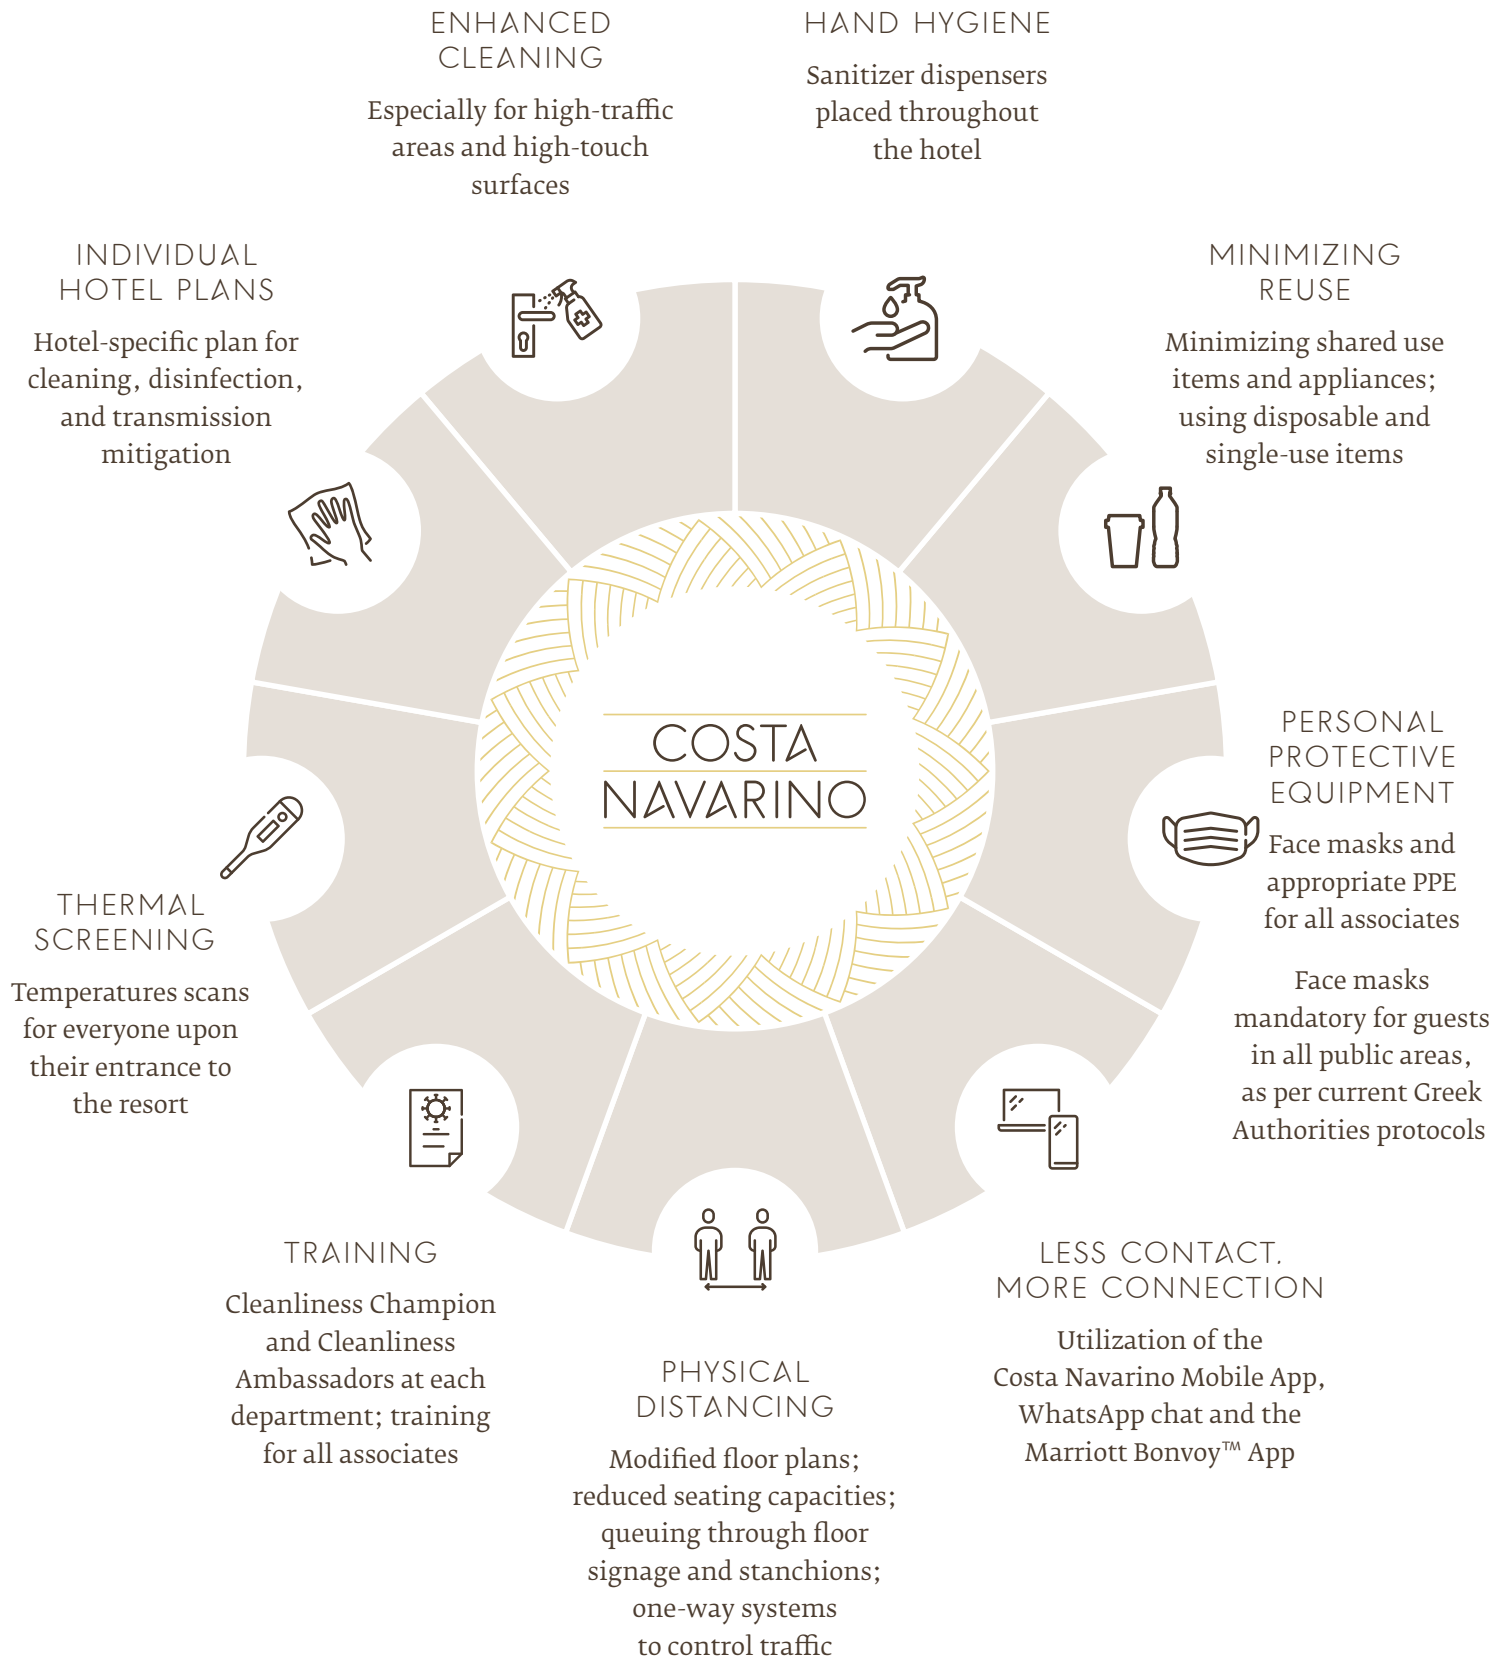 ENHANCED
CLEANING
Especially for high-traffic
areas and high-touch
surfaces
HAND HYGIENE
Sanitizer dispensers
placed throughout
the hotel
INDIVIDUAL
HOTEL PLANS
Hotel-specific plan for
cleaning, disinfection,
and transmission
mitigation
MINIMIZING
REUSE
Minimizing shared use
items and appliances;
using disposable and
single-use items
COSTA
NAVARINO
PERSONAL
PROTECTIVE
EQUIPMENT
Face masks and
appropriate PPE
for all associates
Face masks
mandatory for guests
in all public areas,
as per current Greek
Authorities protocols
THERMAL
SCREENING
Temperatures scans
for everyone upon
their entrance to
the resort
TRAINING
Cleanliness Champion
and Cleanliness
Ambassadors at each
department; training
for all associates
PHYSICAL
DISTANCING
Modified floor plans;
reduced seating capacities;
queuing through floor
signage and stanchions;
one-way systems
to control traffic
LESS CONTACT,
MORE CONNECTION
Utilization of the
Costa Navarino Mobile App,
WhatsApp chat and the
Marriott Bonvoy™ App